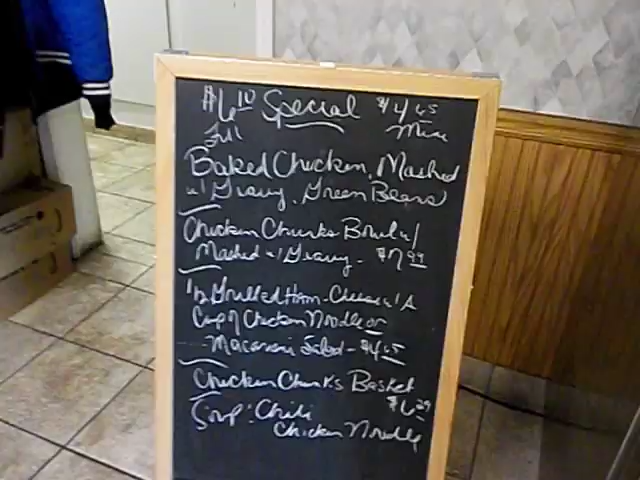 $6.10 Special $4.65
Full Mini
Baked Chicken, Mashed
w/ Gravy, Green Beans
Chicken Chunks Bowl w/
Mashed w/ Gravy - $7.99
1/2 Grilled Ham-Cheese w/ A
Cup of Chicken Noodle or
Macaroni Salad - $4.65
Chicken Chunks Basket
$6.29
Soup: Chili
Chicken Noodle